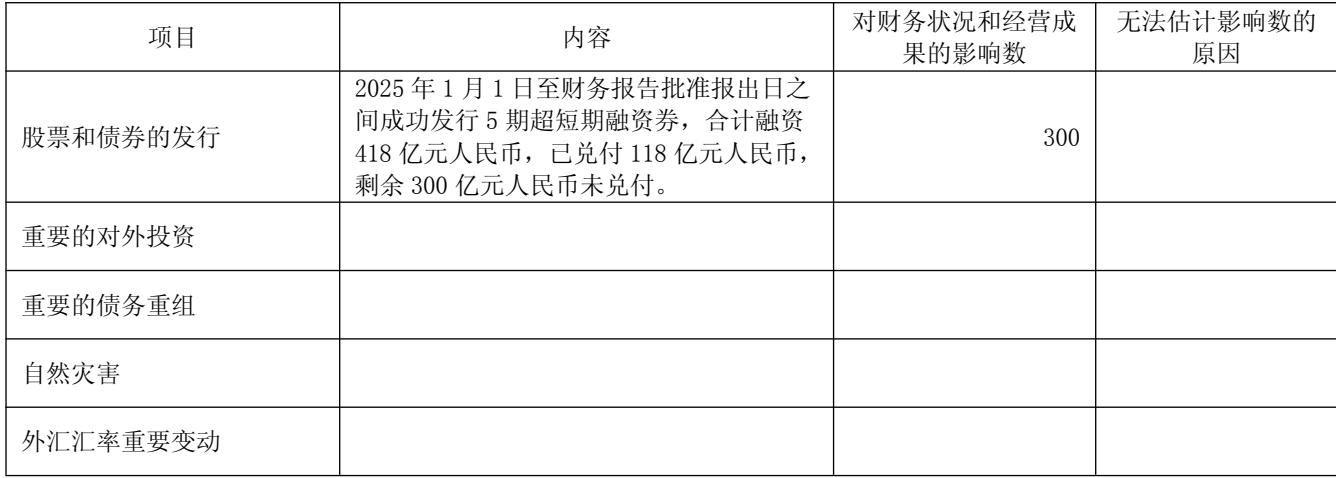 项目
内容
对财务状况和经营成
果的影响数
无法估计影响数的
原因
股票和债券的发行
2025 年 1 月 1 日至财务报告批准报出日之
间成功发行 5 期超短期融资券，合计融资
418 亿元人民币，已兑付 118 亿元人民币，
剩余 300 亿元人民币未兑付。
300
重要的对外投资
重要的债务重组
自然灾害
外汇汇率重要变动